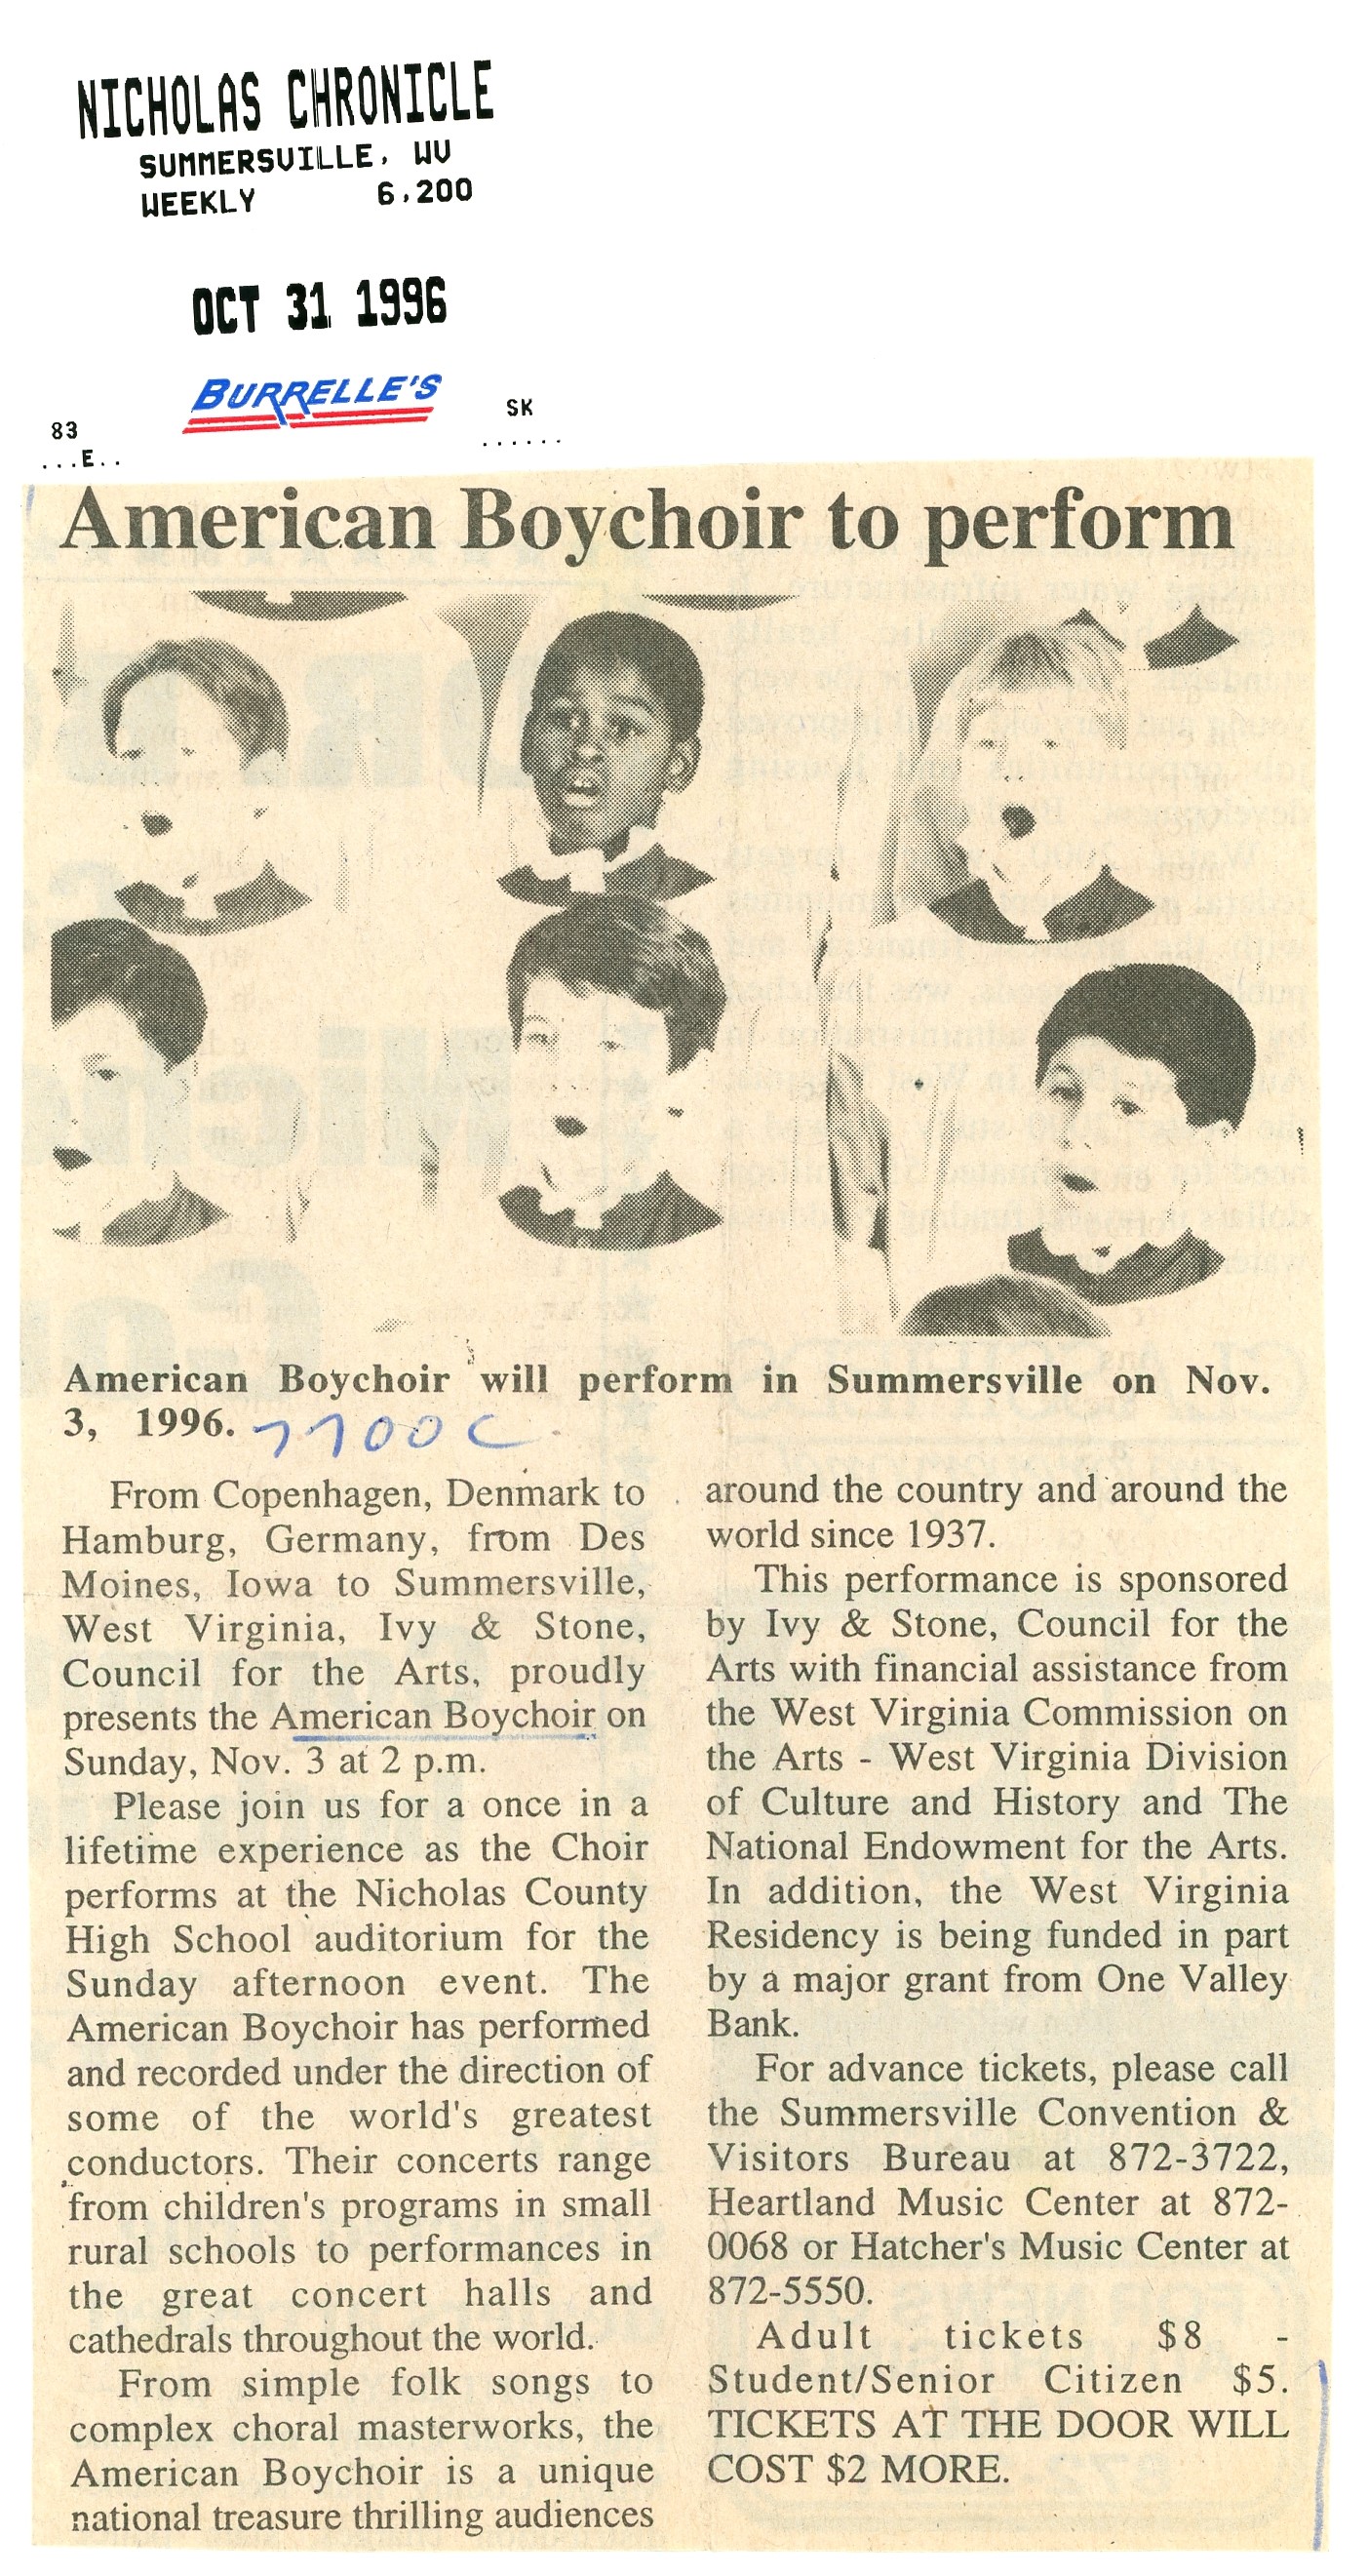 NICHOLAS CHRONICLE
SUMMERSVILLE, WV
WEEKLY 6,200
OCT 31 1996
BURRELLE'S
SK
......
83
...E..
American Boychoir to perform
American Boychoir will perform in Summersville on Nov.
3, 1996.
From Copenhagen, Denmark to
Hamburg, Germany, from Des
Moines, Iowa to Summersville,
West Virginia, Ivy & Stone,
Council for the Arts, proudly
presents the American Boychoir on
Sunday, Nov. 3 at 2 p.m.
Please join us for a once in a
lifetime experience as the Choir
performs at the Nicholas County
High School auditorium for the
Sunday afternoon event. The
American Boychoir has performed
and recorded under the direction of
some of the world's greatest
conductors. Their concerts range
from children's programs in small
rural schools to performances in
the great concert halls and
cathedrals throughout the world.
From simple folk songs to
complex choral masterworks, the
American Boychoir is a unique
national treasure thrilling audiences
around the country and around the
world since 1937.
This performance is sponsored
by Ivy & Stone, Council for the
Arts with financial assistance from
the West Virginia Commission on
the Arts - West Virginia Division
of Culture and History and The
National Endowment for the Arts.
In addition, the West Virginia
Residency is being funded in part
by a major grant from One Valley
Bank.
For advance tickets, please call
the Summersville Convention &
Visitors Bureau at 872-3722,
Heartland Music Center at 872-
0068 or Hatcher's Music Center at
872-5550.
Adult tickets $8 -
Student/Senior Citizen $5.
TICKETS AT THE DOOR WILL
COST $2 MORE.